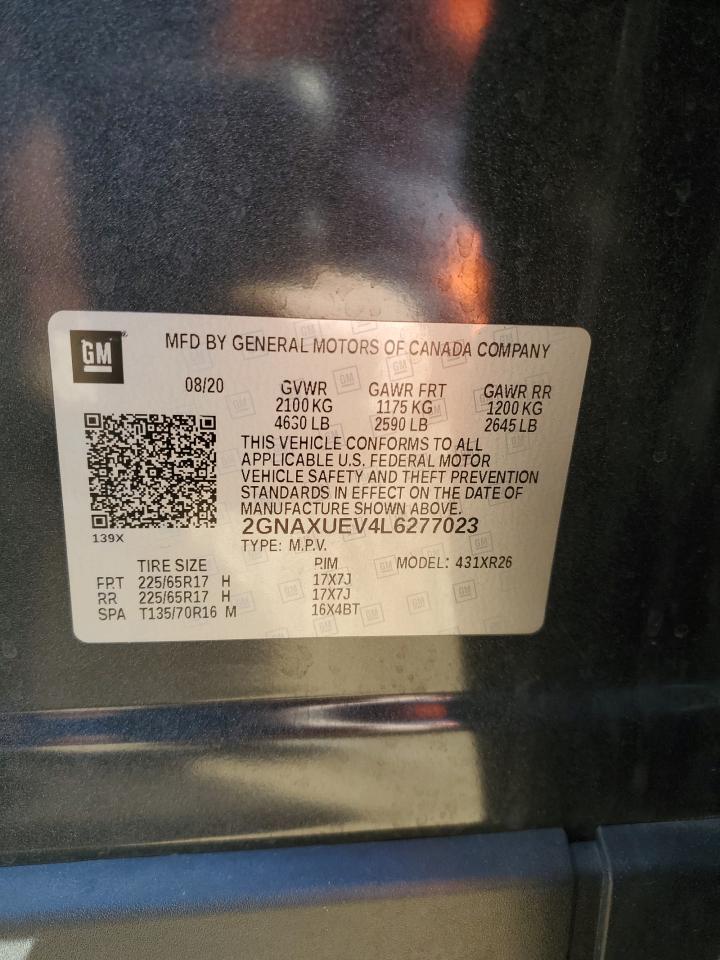 GM
MFD BY GENERAL MOTORS OF CANADA COMPANY
08/20 GVWR GAWR FRT GAWR RR
2100 KG 1175 KG 1200 KG
4630 LB 2590 LB 2645 LB
THIS VEHICLE CONFORMS TO ALL
APPLICABLE U.S. FEDERAL MOTOR
VEHICLE SAFETY AND THEFT PREVENTION
STANDARDS IN EFFECT ON THE DATE OF
MANUFACTURE SHOWN ABOVE.
2GNAXUEV4L6277023
139X
TYPE: M.P.V.
TIRE SIZE RIM MODEL: 431XR26
FRT 225/65R17 H 17X7J
RR 225/65R17 H 17X7J
SPA T135/70R16 M 16X4BT